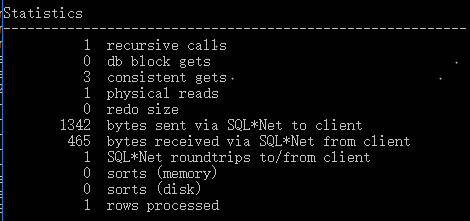 Statistics
----------------------------------------------------------
1 recursive calls
0 db block gets
3 consistent gets
1 physical reads
0 redo size
1342 bytes sent via SQL*Net to client
465 bytes received via SQL*Net from client
1 SQL*Net roundtrips to/from client
0 sorts (memory)
0 sorts (disk)
1 rows processed